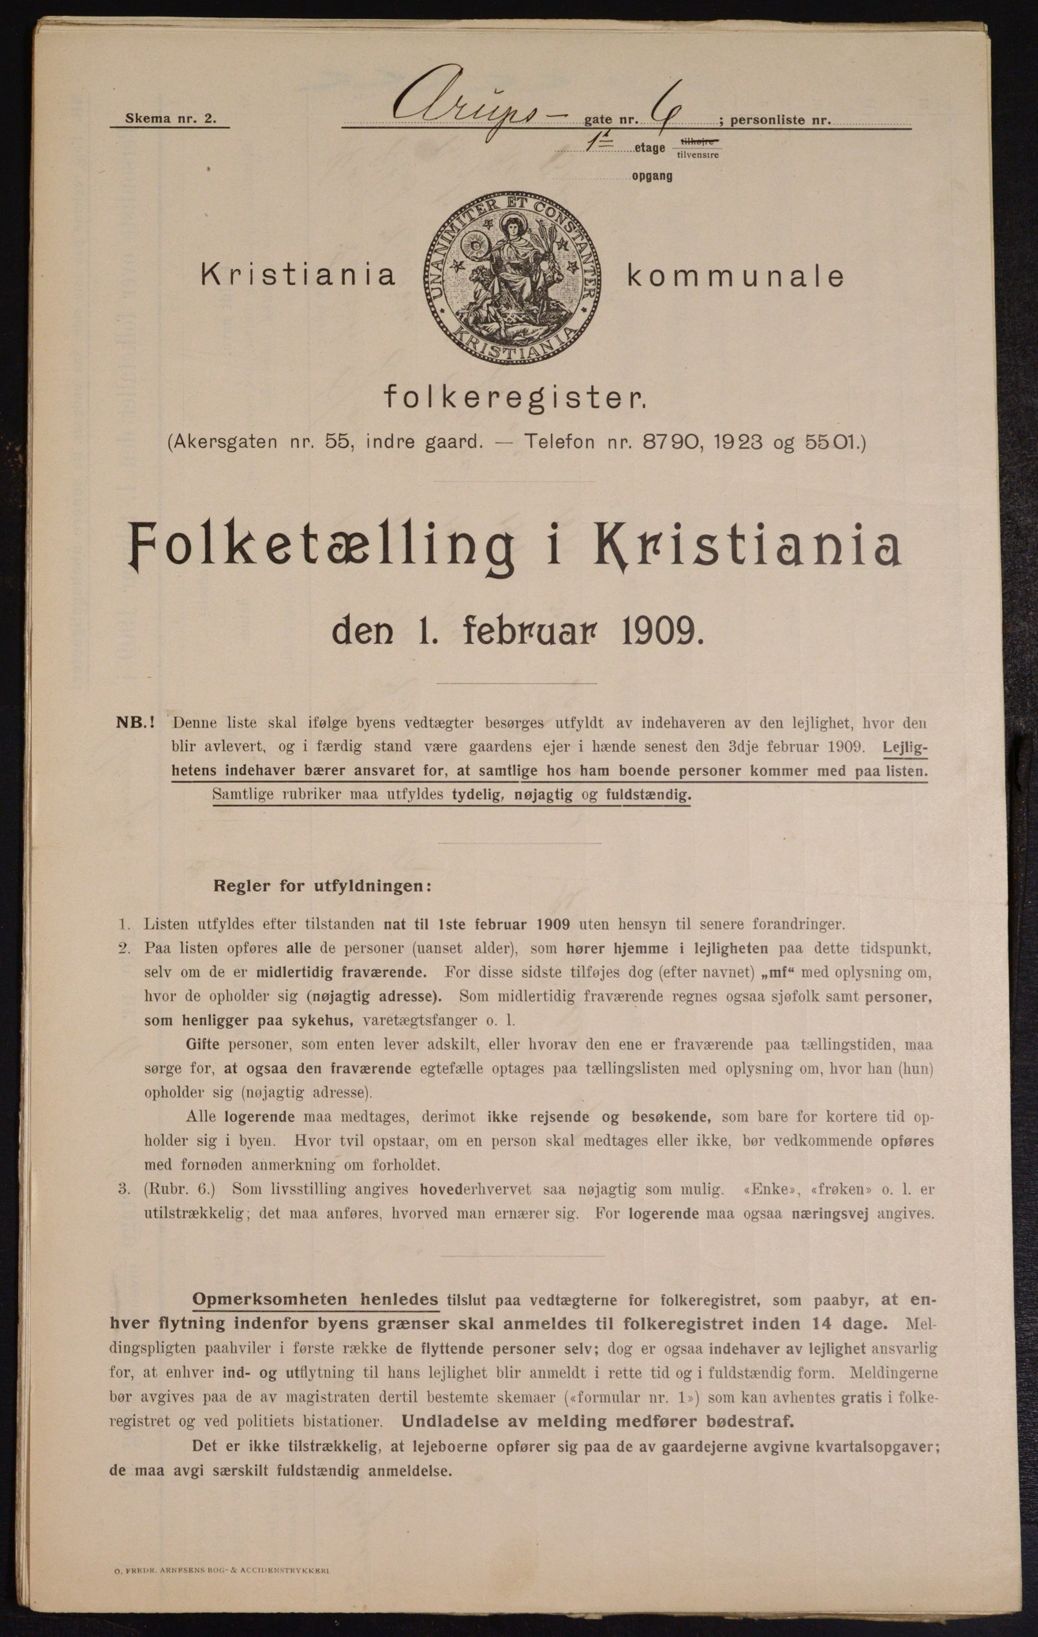 Skema nr. 2.
Arups- gate nr. 6 ; personliste nr.
1ste etage tilhøjre
tilvenstre
opgang
UNANIMITER ET CONSTANTER
KRISTIANIA
Kristiania kommunale
folkeregister.
(Akersgaten nr. 55, indre gaard. — Telefon nr. 8790, 1923 og 5501.)
Folketælling i Kristiania
den 1. februar 1909.
NB.! Denne liste skal ifølge byens vedtægter besørges utfyldt av indehaveren av den lejlighet, hvor den
blir avlevert, og i færdig stand være gaardens ejer i hænde senest den 3dje februar 1909. Lejlig-
hetens indehaver bærer ansvaret for, at samtlige hos ham boende personer kommer med paa listen.
Samtlige rubriker maa utfyldes tydelig, nøjagtig og fuldstændig.
Regler for utfyldningen:
1. Listen utfyldes efter tilstanden nat til 1ste februar 1909 uten hensyn til senere forandringer.
2. Paa listen opføres alle de personer (uanset alder), som hører hjemme i lejligheten paa dette tidspunkt,
selv om de er midlertidig fraværende. For disse sidste tilføjes dog (efter navnet) „mf“ med oplysning om,
hvor de opholder sig (nøjagtig adresse). Som midlertidig fraværende regnes ogsaa sjøfolk samt personer,
som henligger paa sykehus, varetægtsfanger o. l.
Gifte personer, som enten lever adskilt, eller hvorav den ene er fraværende paa tællingstiden, maa
sørge for, at ogsaa den fraværende egtefælle optages paa tællingslisten med oplysning om, hvor han (hun)
opholder sig (nøjagtig adresse).
Alle logerende maa medtages, derimot ikke rejsende og besøkende, som bare for kortere tid op-
holder sig i byen. Hvor tvil opstaar, om en person skal medtages eller ikke, bør vedkommende opføres
med fornøden anmerkning om forholdet.
3. (Rubr. 6.) Som livsstilling angives hovederhvervet saa nøjagtig som mulig. «Enke», «frøken» o. l. er
utilstrækkelig; det maa anføres, hvorved man ernærer sig. For logerende maa ogsaa næringsvej angives.
Opmerksomheten henledes tilslut paa vedtægterne for folkeregistret, som paabyr, at en-
hver flytning indenfor byens grænser skal anmeldes til folkeregistret inden 14 dage. Mel-
dingspligten paahviler i første række de flyttende personer selv; dog er ogsaa indehaver av lejlighet ansvarlig
for, at enhver ind- og utflytning til hans lejlighet blir anmeldt i rette tid og i fuldstændig form. Meldingerne
bør avgives paa de av magistraten dertil bestemte skemaer («formular nr. 1») som kan avhentes gratis i folke-
registret og ved politiets bistationer. Undladelse av melding medfører bødestraf.
Det er ikke tilstrækkelig, at lejeboerne opfører sig paa de av gaardejerne avgivne kvartalsopgaver;
de maa avgi særskilt fuldstændig anmeldelse.
O. FREDR. ARNESENS BOG- & ACCIDENSTRYKKERI.